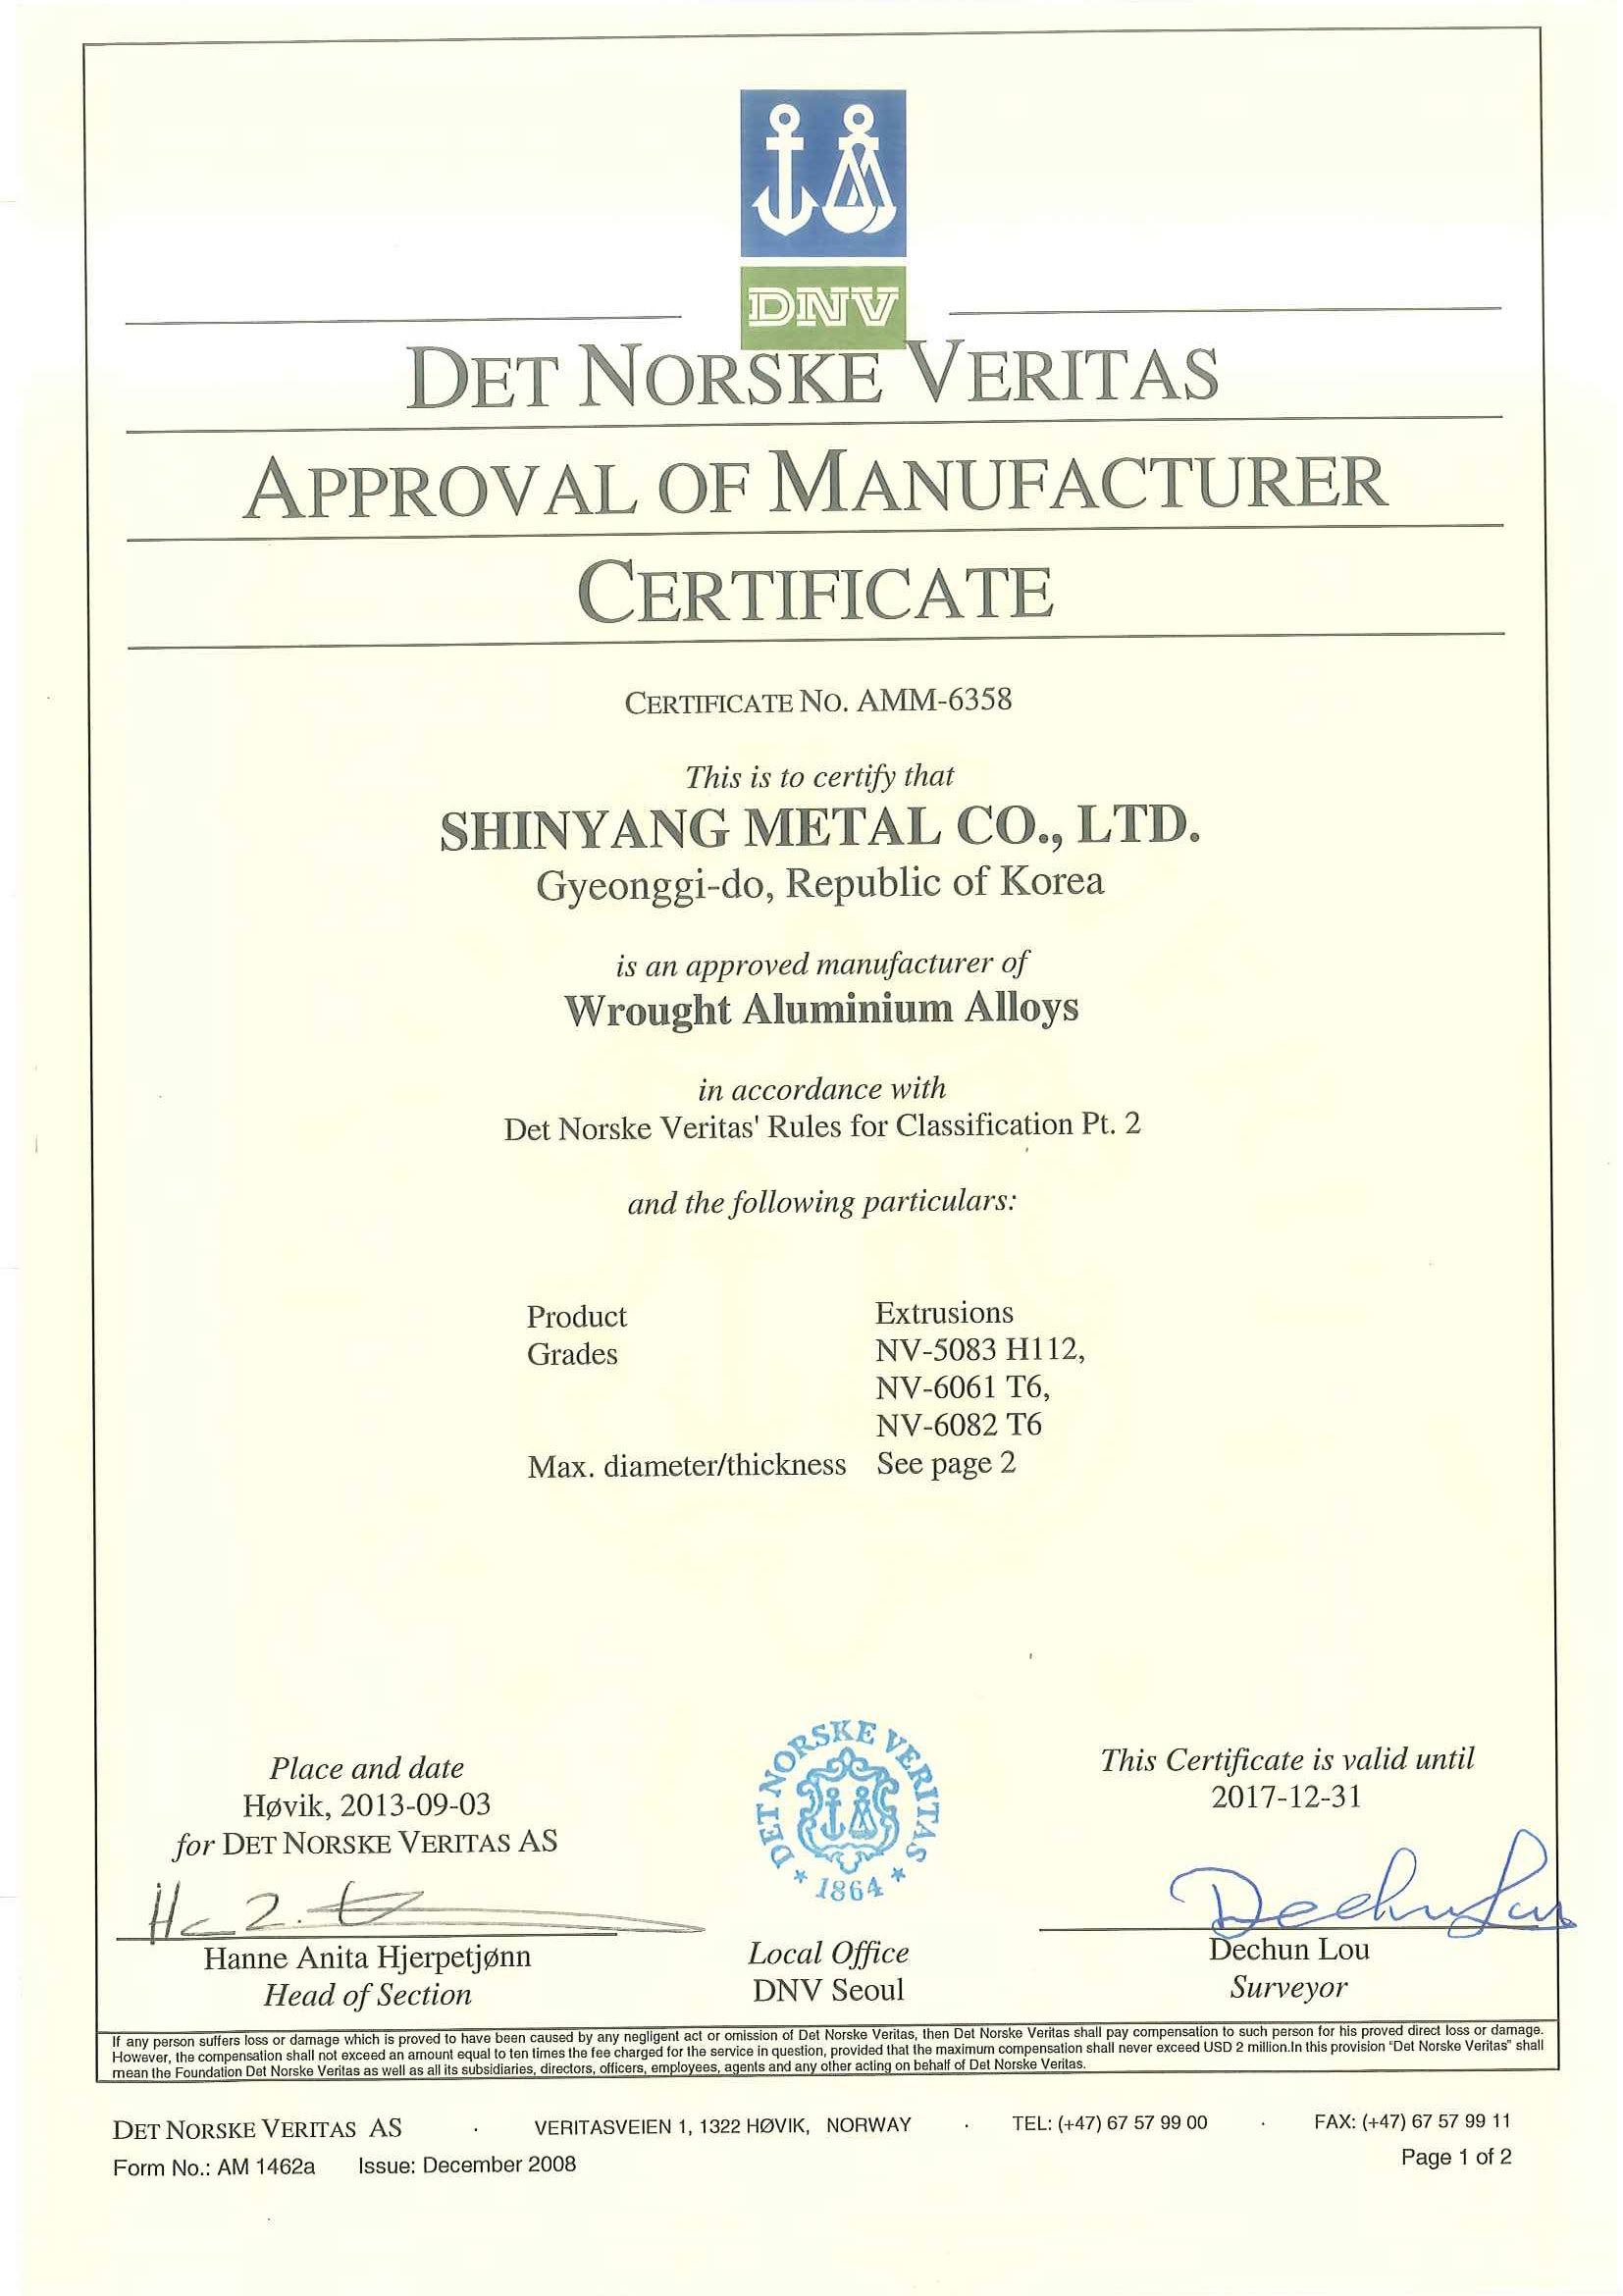 DNV
DET NORSKE VERITAS
APPROVAL OF MANUFACTURER
CERTIFICATE
CERTIFICATE NO. AMM-6358
This is to certify that
SHINYANG METAL CO., LTD.
Gyeonggi-do, Republic of Korea
is an approved manufacturer of
Wrought Aluminium Alloys
in accordance with
Det Norske Veritas' Rules for Classification Pt. 2
and the following particulars:
Product Extrusions
Grades NV-5083 H112,
NV-6061 T6,
NV-6082 T6
Max. diameter/thickness See page 2
Place and date
Høvik, 2013-09-03
for DET NORSKE VERITAS AS
Hanne Anita Hjerpetjønn
Head of Section
DET NORSKE VERITAS
* 1864 *
Local Office
DNV Seoul
This Certificate is valid until
2017-12-31
Dechun Lou
Dechun Lou
Surveyor
If any person suffers loss or damage which is proved to have been caused by any negligent act or omission of Det Norske Veritas, then Det Norske Veritas shall pay compensation to such person for his proved direct loss or damage.
However, the compensation shall not exceed an amount equal to ten times the fee charged for the service in question, provided that the maximum compensation shall never exceed USD 2 million.In this provision "Det Norske Veritas" shall
mean the Foundation Det Norske Veritas as well as all its subsidiaries, directors, officers, employees, agents and any other acting on behalf of Det Norske Veritas.
DET NORSKE VERITAS AS · VERITASVEIEN 1, 1322 HØVIK, NORWAY · TEL: (+47) 67 57 99 00 · FAX: (+47) 67 57 99 11
Form No.: AM 1462a Issue: December 2008 Page 1 of 2